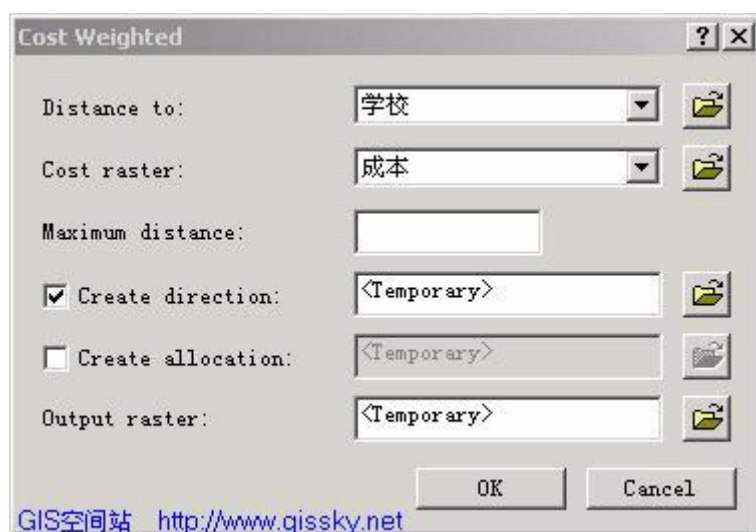 Cost Weighted
Distance to: 学校
Cost raster: 成本
Maximum distance:
Create direction: <Temporary>
Create allocation: <Temporary>
Output raster: <Temporary>
OK Cancel
GIS空间站 http://www.gissky.net